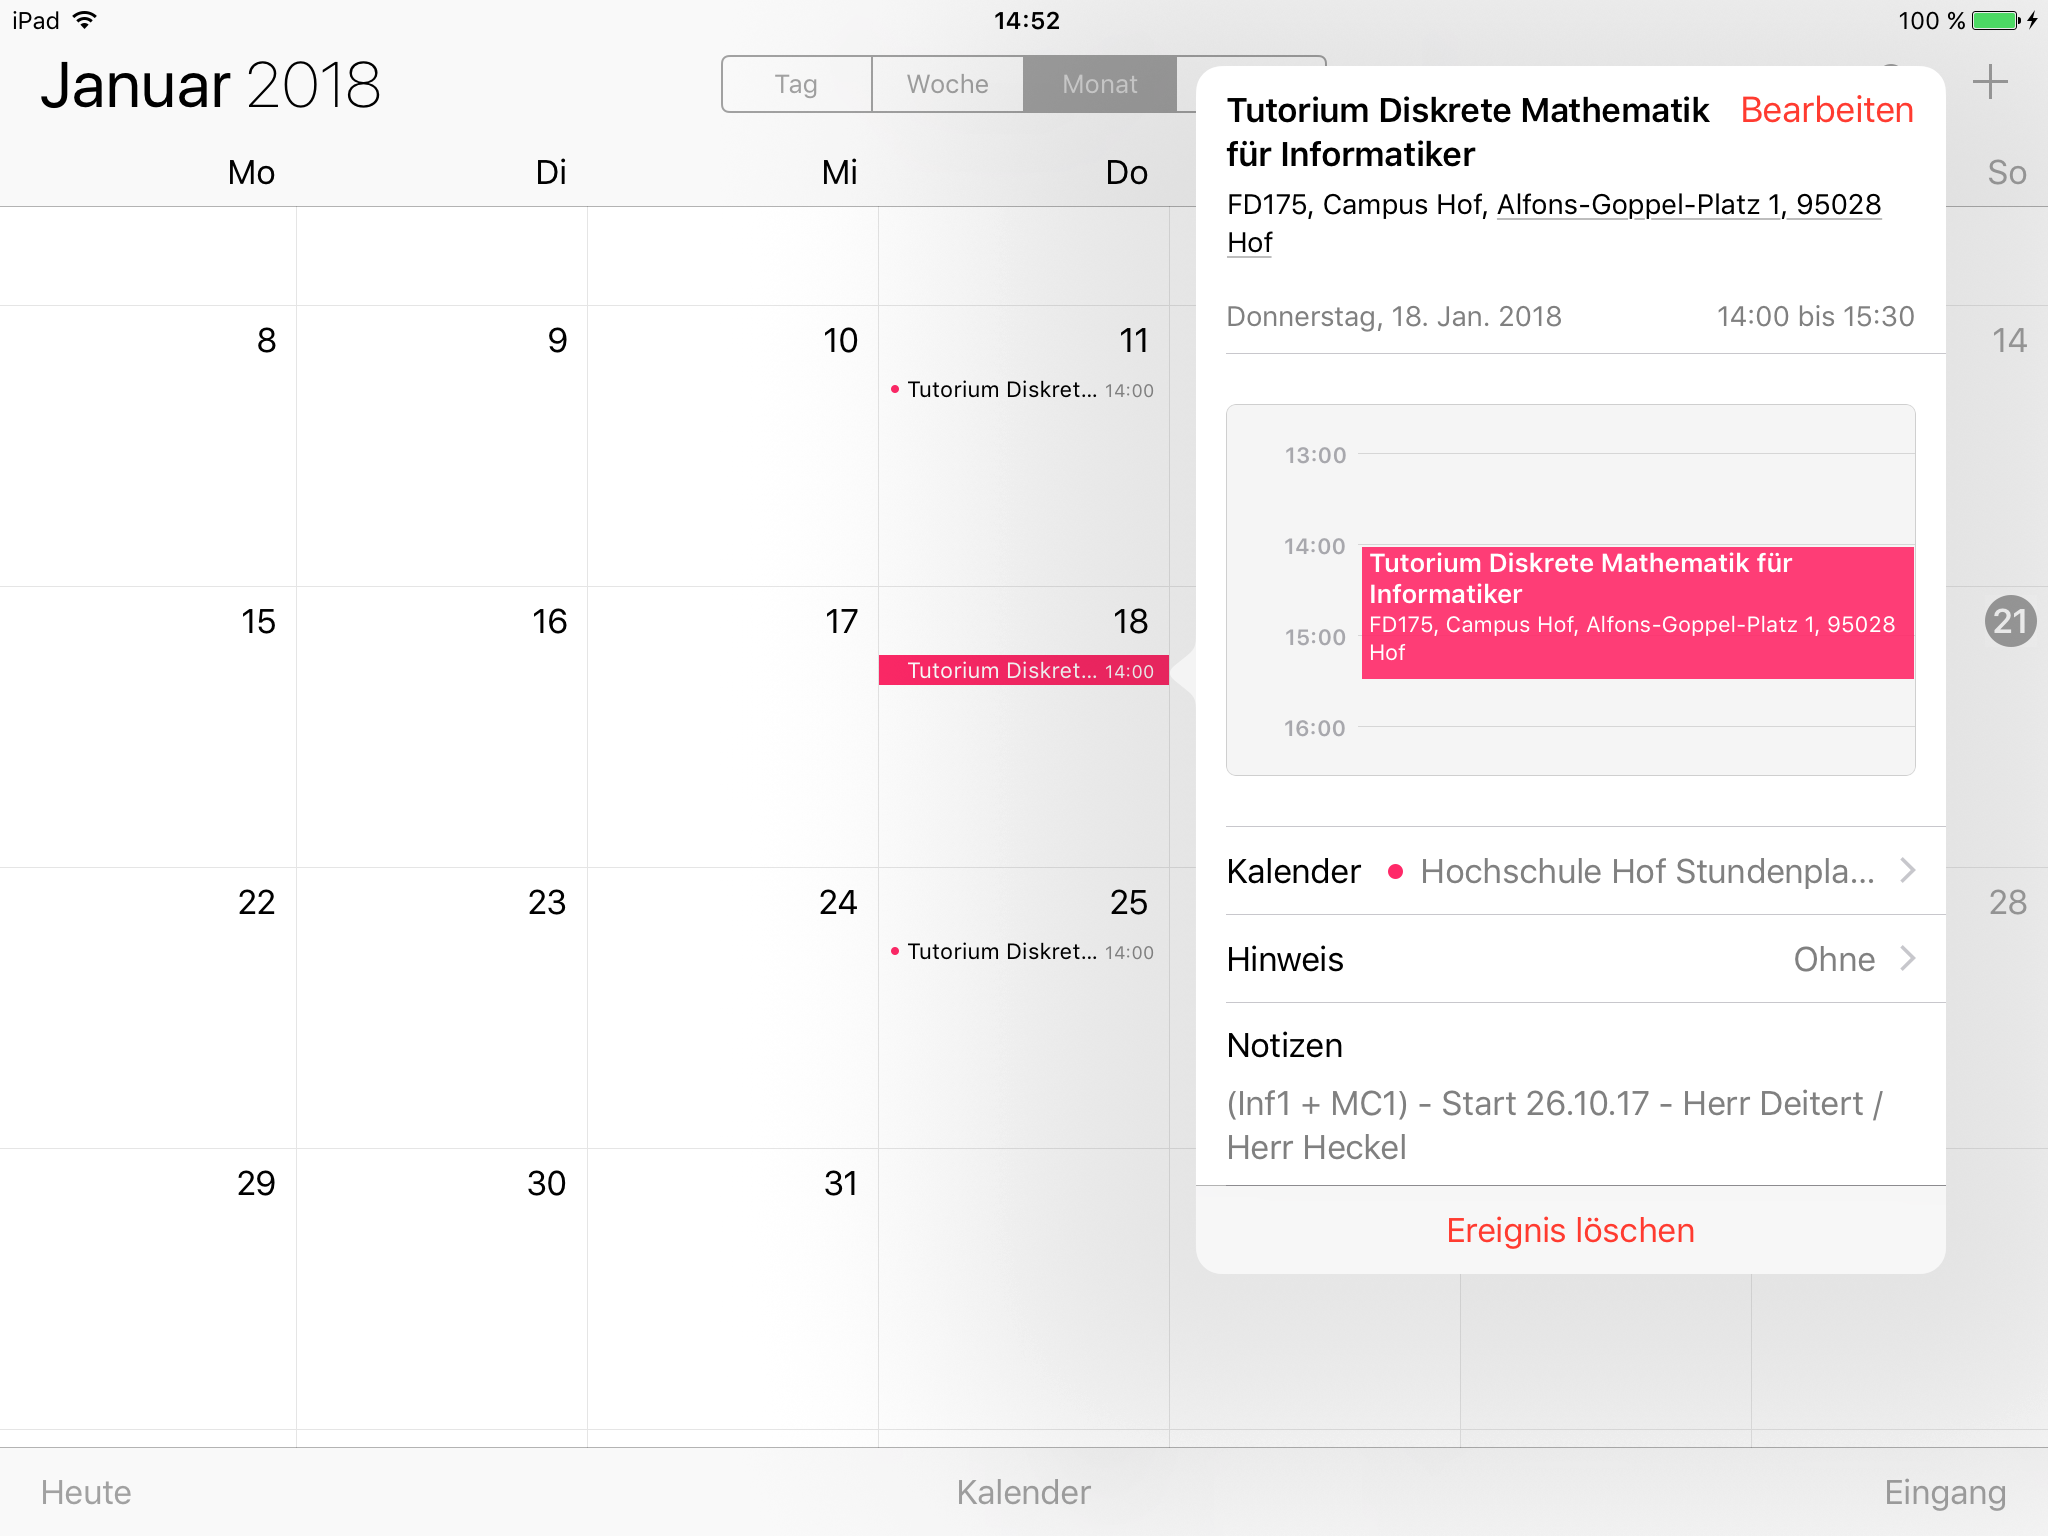 iPad
14:52
100 %
Januar 2018
Tag
Woche
Monat
Mo
Di
Mi
Do
So
8
9
10
11
14
Tutorium Diskret... 14:00
15
16
17
18
21
Tutorium Diskret... 14:00
22
23
24
25
28
Tutorium Diskret... 14:00
29
30
31
Tutorium Diskrete Mathematik
für Informatiker
Bearbeiten
FD175, Campus Hof, Alfons-Goppel-Platz 1, 95028
Hof
Donnerstag, 18. Jan. 2018
14:00 bis 15:30
13:00
14:00
Tutorium Diskrete Mathematik für
Informatiker
FD175, Campus Hof, Alfons-Goppel-Platz 1, 95028
Hof
15:00
16:00
Kalender
Hochschule Hof Stundenpla...
Hinweis
Ohne
Notizen
(Inf1 + MC1) - Start 26.10.17 - Herr Deitert /
Herr Heckel
Ereignis löschen
Heute
Kalender
Eingang